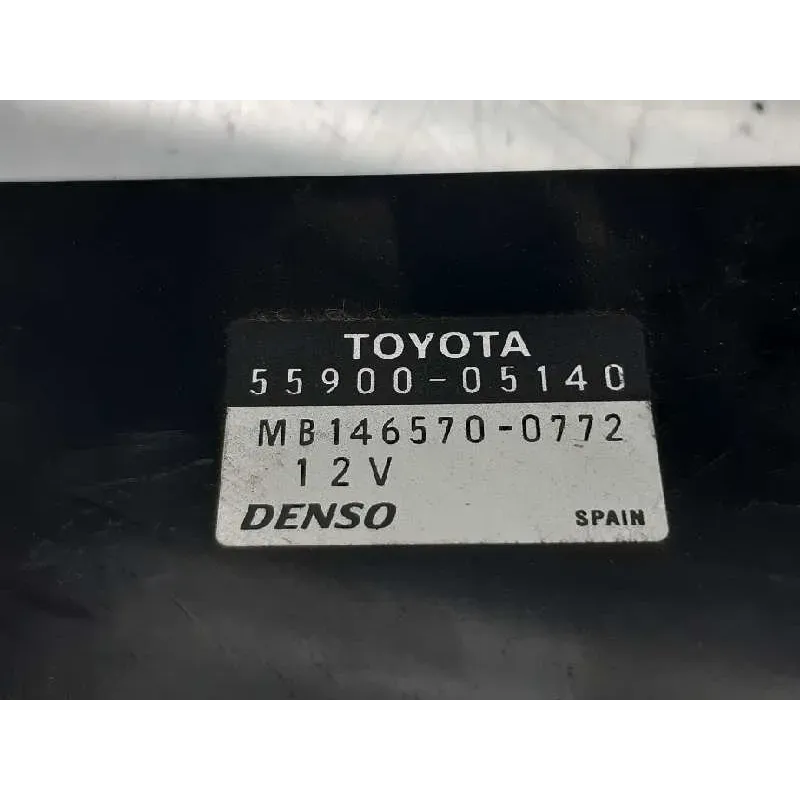 TOYOTA
55900-05140
MB146570-0772
12V
DENSO SPAIN